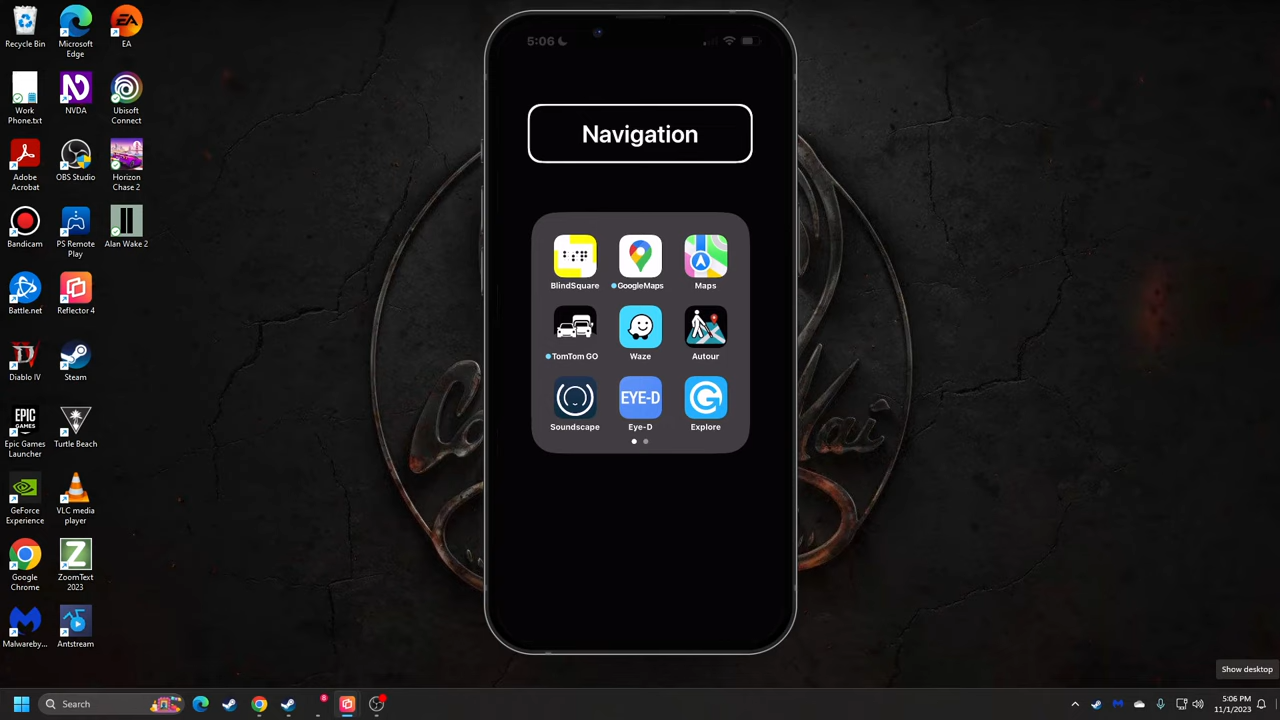 Recycle Bin
Microsoft
Edge
EA
Work
Phone.txt
NVDA
Ubisoft
Connect
Adobe
Acrobat
OBS Studio
Horizon
Chase 2
Bandicam
PS Remote
Play
Alan Wake 2
Battle.net
Reflector 4
Diablo IV
Steam
EPIC
GAMES
Epic Games
Launcher
Turtle Beach
GeForce
Experience
VLC media
player
Google
Chrome
ZoomText
2023
Malwareby...
Antstream
5:06
Navigation
BlindSquare
GoogleMaps
Maps
TomTom GO
Waze
Autour
EYE-D
Soundscape
Eye-D
Explore
Show desktop
Search
8
5:06 PM
11/1/2023